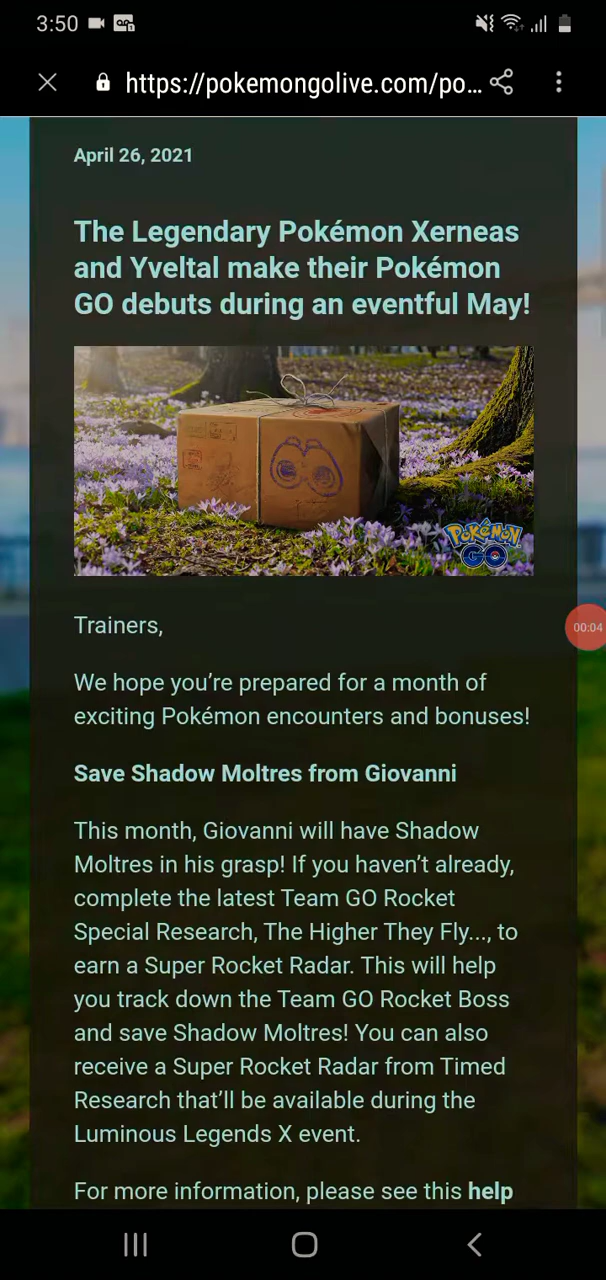 3:50
https://pokemongolive.com/po...
April 26, 2021
The Legendary Pokémon Xerneas
and Yveltal make their Pokémon
GO debuts during an eventful May!
POKéMON
GO
Trainers,
We hope you’re prepared for a month of
exciting Pokémon encounters and bonuses!
00:04
Save Shadow Moltres from Giovanni
This month, Giovanni will have Shadow
Moltres in his grasp! If you haven’t already,
complete the latest Team GO Rocket
Special Research, The Higher They Fly..., to
earn a Super Rocket Radar. This will help
you track down the Team GO Rocket Boss
and save Shadow Moltres! You can also
receive a Super Rocket Radar from Timed
Research that’ll be available during the
Luminous Legends X event.
For more information, please see this help